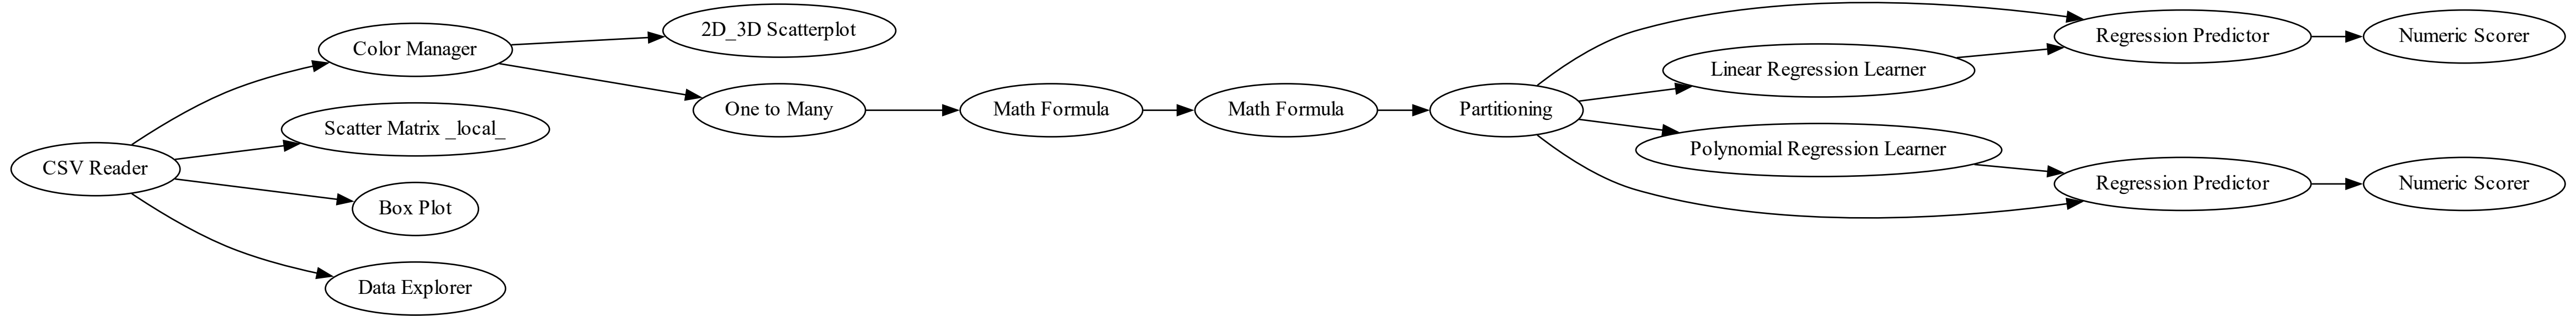 CSV Reader
Color Manager
Scatter Matrix _local_
Box Plot
Data Explorer
2D_3D Scatterplot
One to Many
Math Formula
Math Formula
Partitioning
Linear Regression Learner
Polynomial Regression Learner
Regression Predictor
Regression Predictor
Numeric Scorer
Numeric Scorer